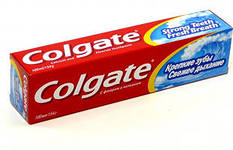 Colgate
Strong Teeth
Fresh Breath
Colgate
Крепкие зубы
Свежее дыхание